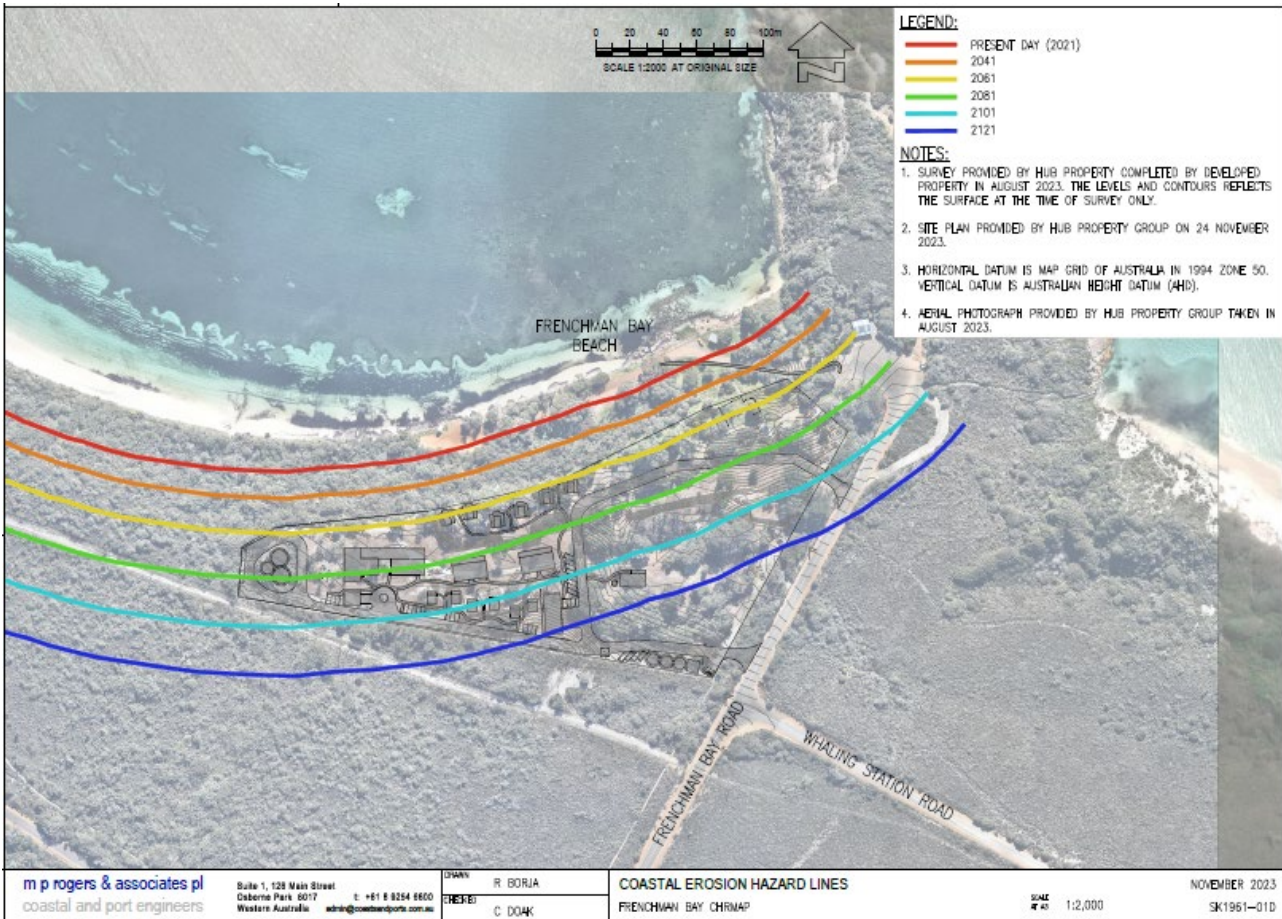 0 20 40 60 80 100m
SCALE 1:2000 AT ORIGINAL SIZE
N
LEGEND:
PRESENT DAY (2021)
2041
2061
2081
2101
2121
NOTES:
1. SURVEY PROVIDED BY HUB PROPERTY COMPLETED BY DEVELOPED
PROPERTY IN AUGUST 2023. THE LEVELS AND CONTOURS REFLECTS
THE SURFACE AT THE TIME OF SURVEY ONLY.
2. SITE PLAN PROVIDED BY HUB PROPERTY GROUP ON 24 NOVEMBER
2023.
3. HORIZONTAL DATUM IS MAP GRID OF AUSTRALIA IN 1994 ZONE 50.
VERTICAL DATUM IS AUSTRALIAN HEIGHT DATUM (AHD).
4. AERIAL PHOTOGRAPH PROVIDED BY HUB PROPERTY GROUP TAKEN IN
AUGUST 2023.
FRENCHMAN BAY
BEACH
FRENCHMAN BAY ROAD
WHALING STATION ROAD
m p rogers & associates pl
coastal and port engineers
Suite 1, 128 Main Street
Osborne Park 6017 t: +61 8 9254 6600
Western Australia admin@coastsandports.com.au
DRAWN R BORJA
CHECKED C DOAK
COASTAL EROSION HAZARD LINES
FRENCHMAN BAY CHRMAP
SCALE AT A3 1:2,000
NOVEMBER 2023
SK1961-01D